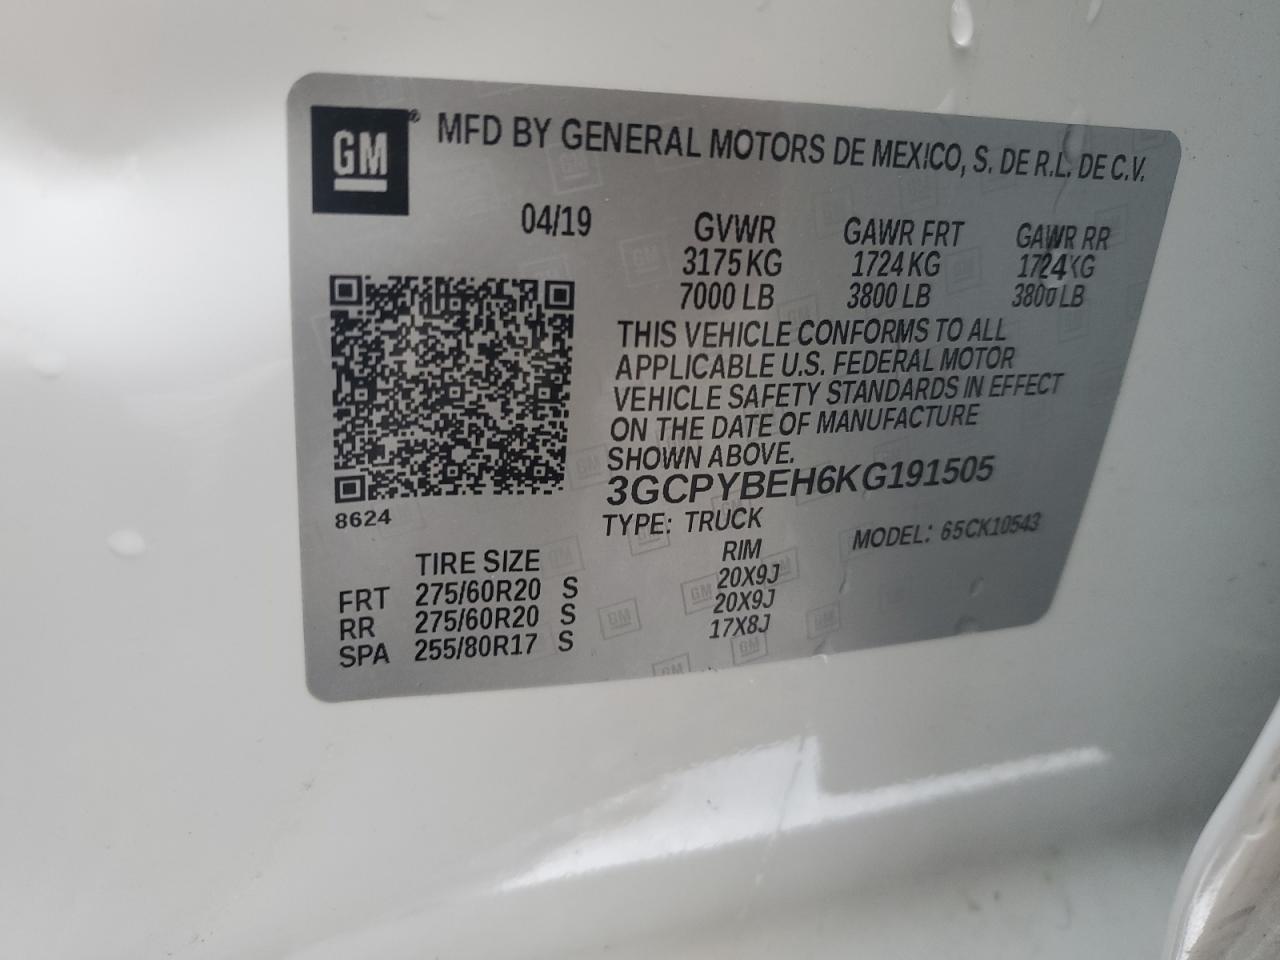 GM ® MFD BY GENERAL MOTORS DE MEXICO, S. DE R.L. DE C.V.
04/19 GVWR GAWR FRT GAWR RR
3175 KG 1724 KG 1724 KG
7000 LB 3800 LB 3800 LB
THIS VEHICLE CONFORMS TO ALL
APPLICABLE U.S. FEDERAL MOTOR
VEHICLE SAFETY STANDARDS IN EFFECT
ON THE DATE OF MANUFACTURE
SHOWN ABOVE.
3GCPYBEH6KG191505
8624 TYPE: TRUCK MODEL: 65CK10543
TIRE SIZE RIM
FRT 275/60R20 S 20X9J
RR 275/60R20 S 20X9J
SPA 255/80R17 S 17X8J